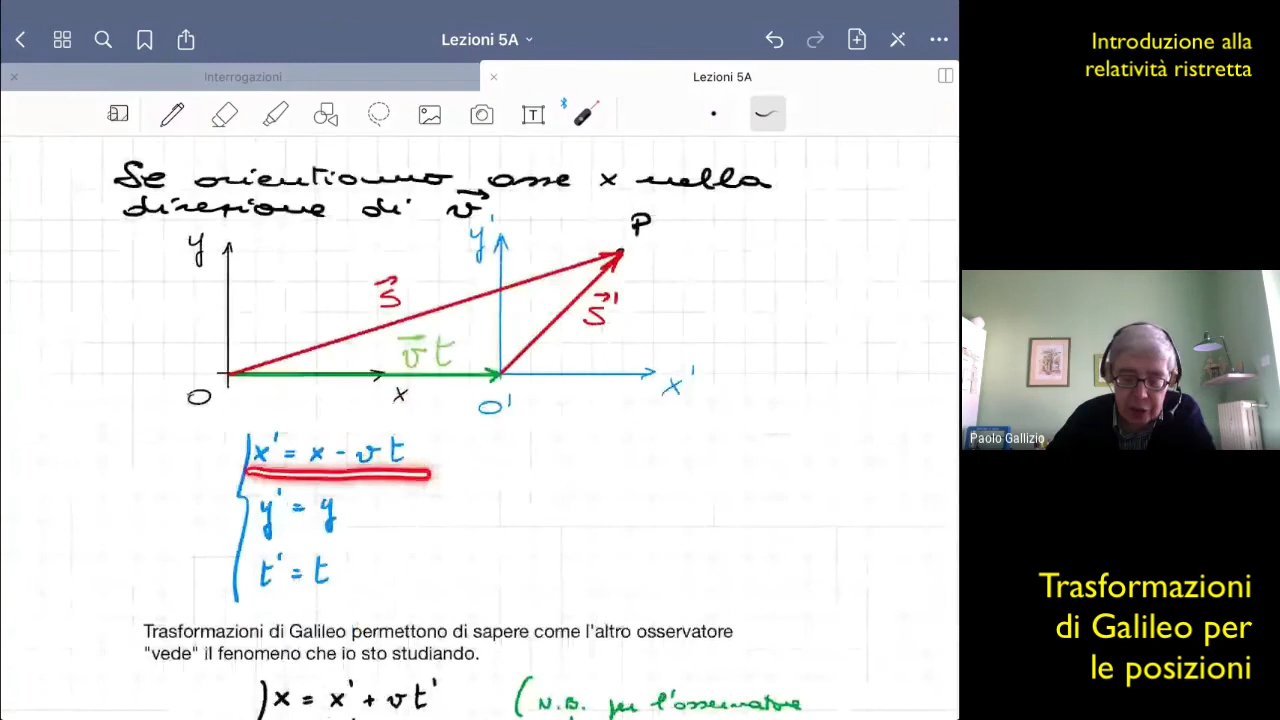 Lezioni 5A
Interrogazioni
Lezioni 5A
T
Se orientiamo asse x nella
direzione di v
y
y'
P
s
s'
vt
O
x
O'
x'
x' = x - vt
y' = y
t' = t
Trasformazioni di Galileo permettono di sapere come l'altro osservatore
"vede" il fenomeno che io sto studiando.
x = x' + vt'
(N.B. per l'osservatore
Introduzione alla
relatività ristretta
Paolo Gallizio
Trasformazioni
di Galileo per
le posizioni